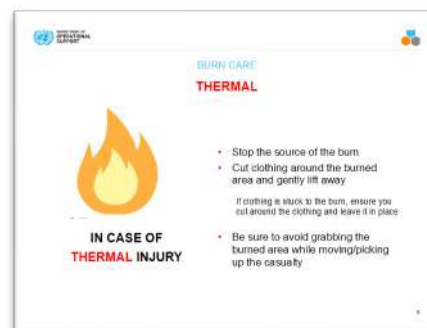 OPERATIONAL
SUPPORT
BURN CARE
THERMAL
• Stop the source of the burn
• Cut clothing around the burned
area and gently lift away
If clothing is stuck to the burn, ensure you
cut around the clothing and leave it in place
• Be sure to avoid grabbing the
burned area while moving/picking
up the casualty
IN CASE OF
THERMAL INJURY